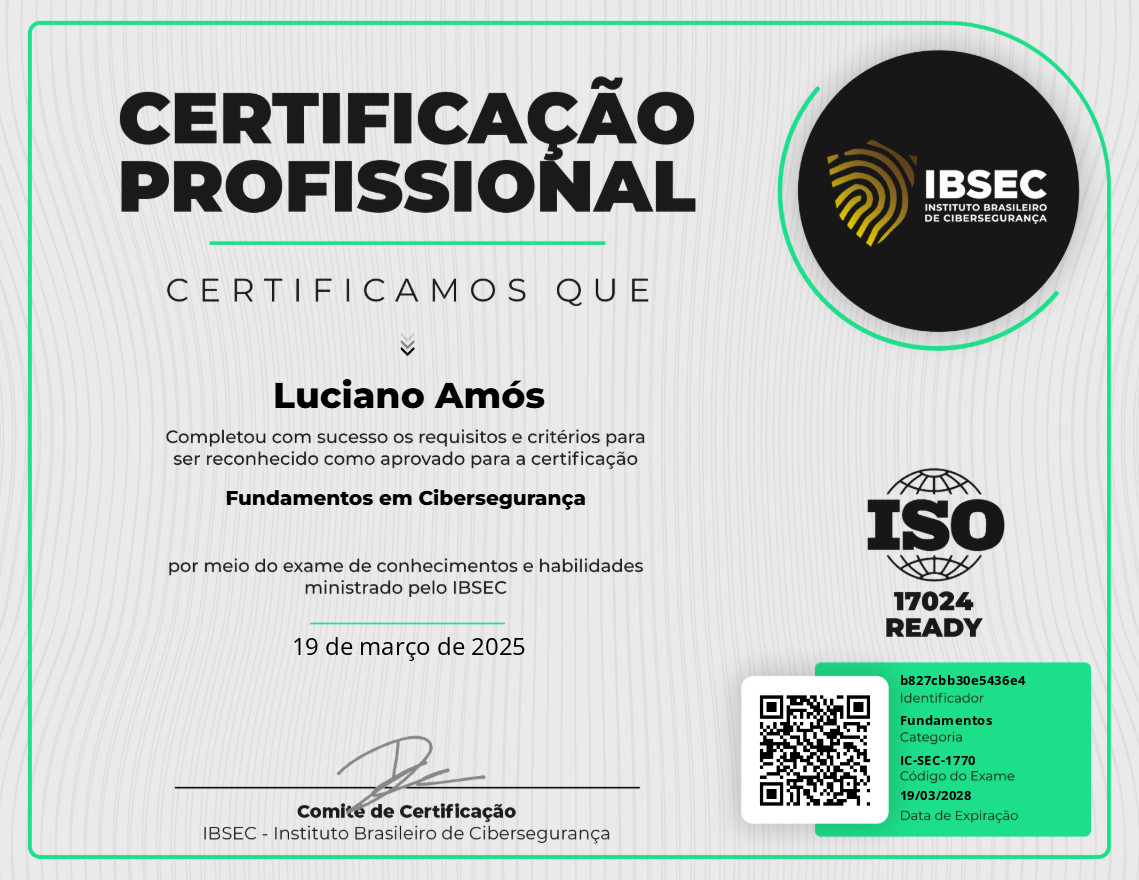 CERTIFICAÇÃO
PROFISSIONAL
CERTIFICAMOS QUE
Luciano Amós
Completou com sucesso os requisitos e critérios para
ser reconhecido como aprovado para a certificação
Fundamentos em Cibersegurança
por meio do exame de conhecimentos e habilidades
ministrado pelo IBSEC
19 de março de 2025
Comitê de Certificação
IBSEC - Instituto Brasileiro de Cibersegurança
IBSEC
INSTITUTO BRASILEIRO
DE CIBERSEGURANÇA
ISO
17024
READY
b827cbb30e5436e4
Identificador
Fundamentos
Categoria
IC-SEC-1770
Código do Exame
19/03/2028
Data de Expiração